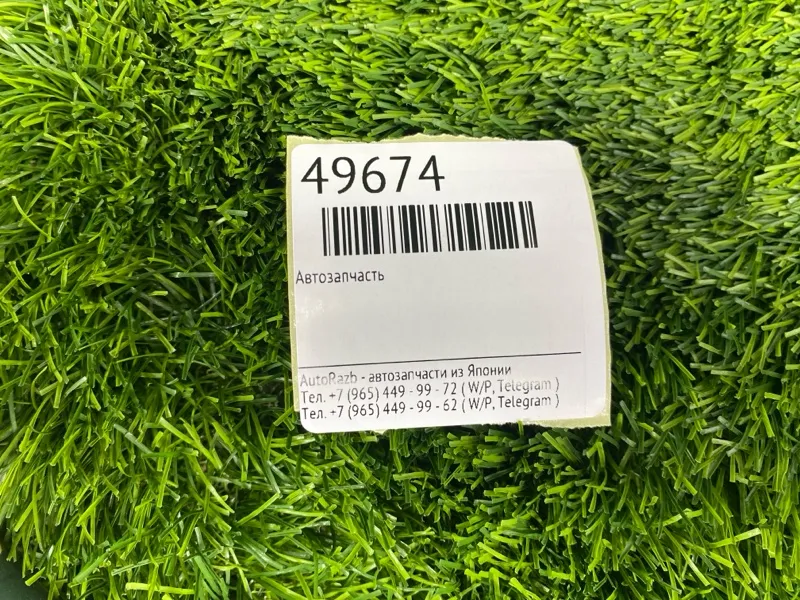 49674
Автозапчасть
AutoRazb - автозапчасти из Японии
Тел. +7 (965) 449 - 99 - 72 ( W/P, Telegram )
Тел. +7 (965) 449 - 99 - 62 ( W/P, Telegram )